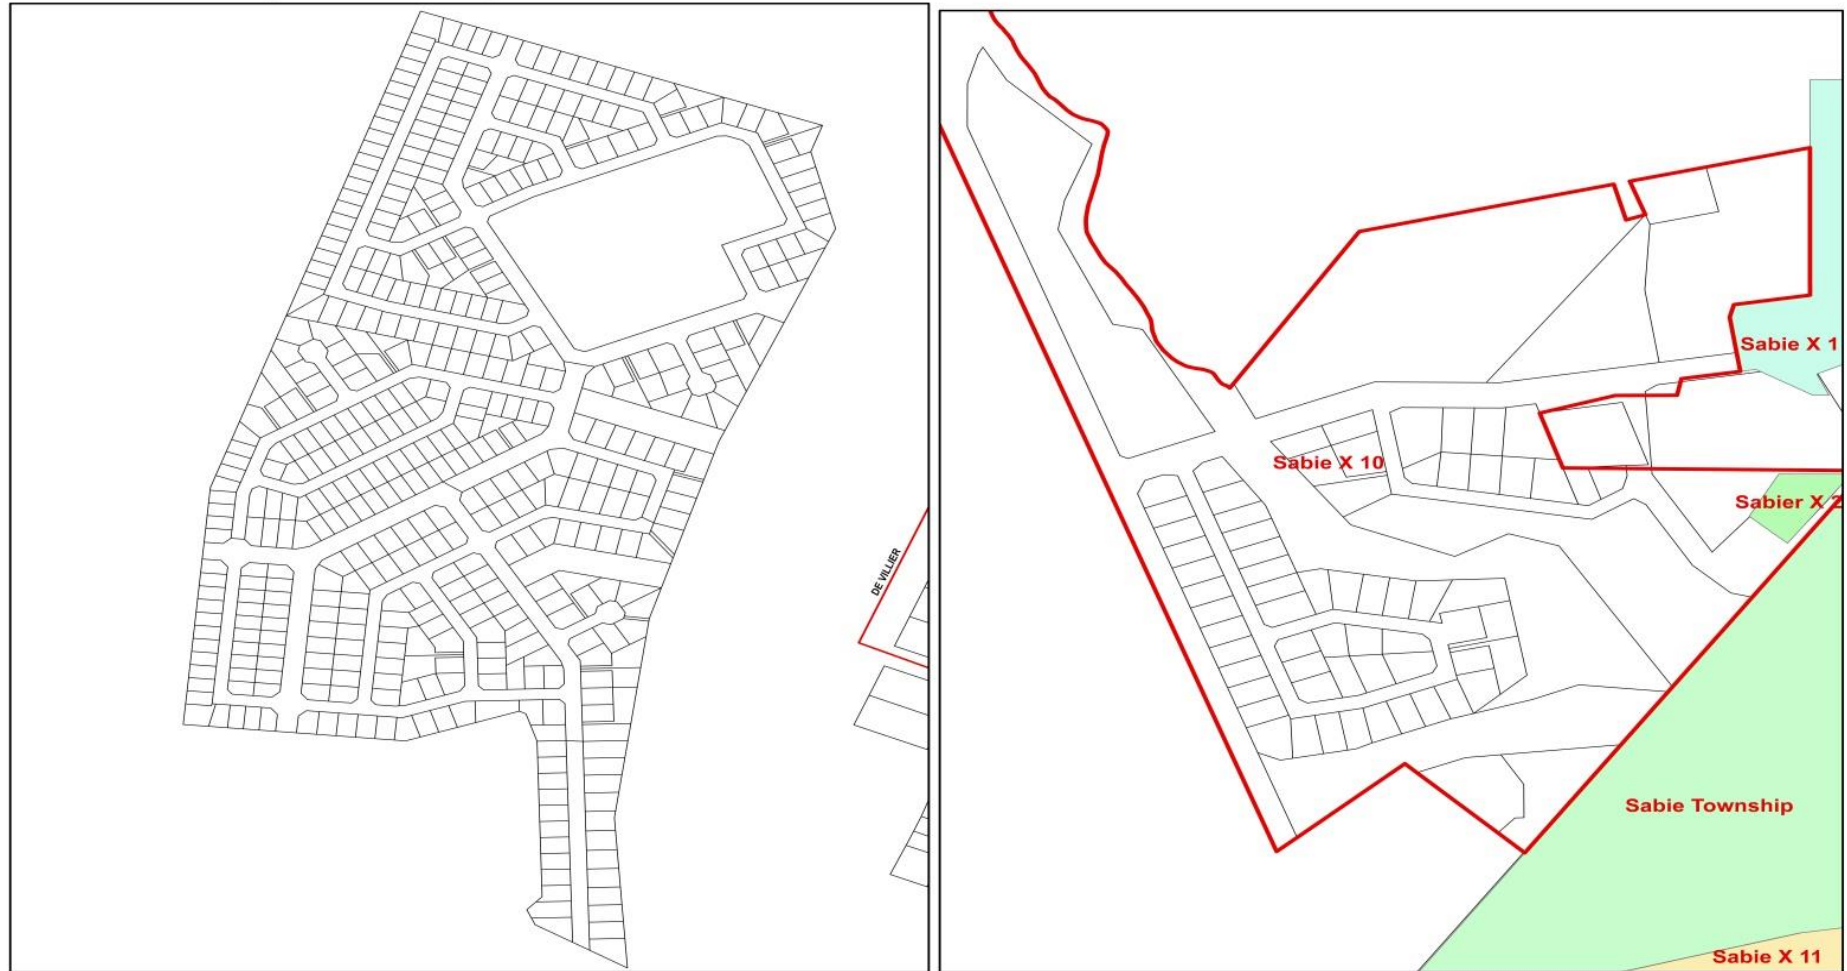 DE VILLIER
Sabie X 1
Sabie X 10
Sabier X 2
Sabie Township
Sabie X 11